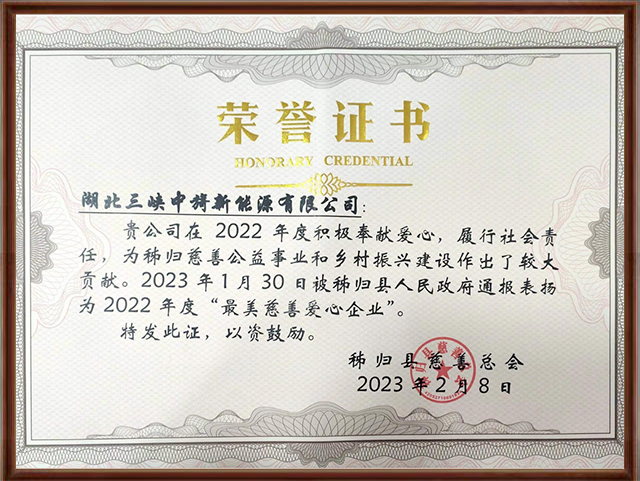 荣誉证书
HONORARY CREDENTIAL
湖北三峡中旖新能源有限公司：
贵公司在 2022 年度积极奉献爱心，履行社会责
任，为秭归慈善公益事业和乡村振兴建设作出了较大
贡献。2023 年 1 月 30 日被秭归县人民政府通报表扬
为 2022 年度“最美慈善爱心企业”。
特发此证，以资鼓励。
秭归县慈善总会
2023 年 2 月 8 日